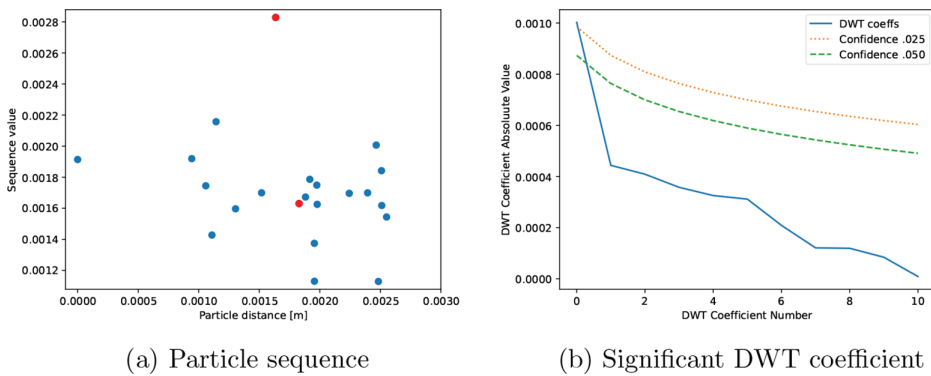 0.0028
0.0026
0.0024
0.0022
0.0020
0.0018
0.0016
0.0014
0.0012
Sequence value
0.0000 0.0005 0.0010 0.0015 0.0020 0.0025 0.0030
Particle distance [m]
(a) Particle sequence
0.0010
0.0008
0.0006
0.0004
0.0002
0.0000
DWT Coefficient Absoluute Value
DWT coeffs
Confidence .025
Confidence .050
0 2 4 6 8 10
DWT Coefficient Number
(b) Significant DWT coefficient